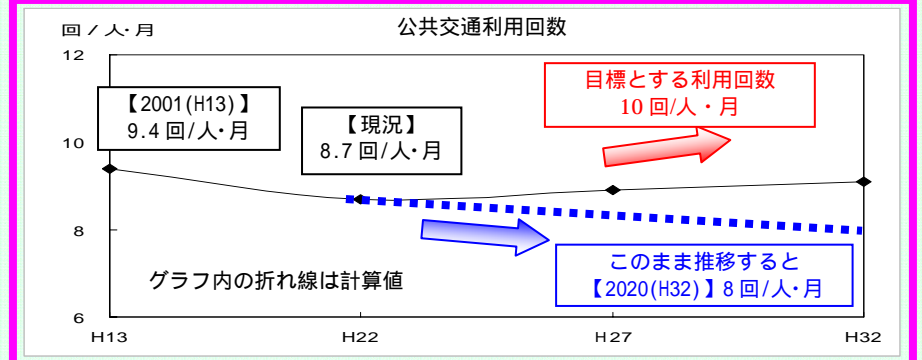 公共交通利用回数
回/人・月
12
10
8
6
【2001(H13)】
9.4回/人・月
【現況】
8.7回/人・月
目標とする利用回数
10回/人・月
このまま推移すると
【2020(H32)】8回/人・月
グラフ内の折れ線は計算値
H13
H22
H27
H32